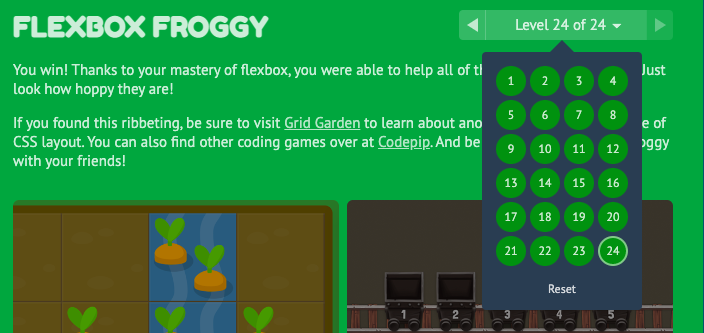 FLEXBOX FROGGY
Level 24 of 24
You win! Thanks to your mastery of flexbox, you were able to help all of
Just
look how hoppy they are!
If you found this ribbeting, be sure to visit Grid Garden to learn about
of
CSS layout. You can also find other coding games over at Codepip. And be
with your friends!
1 2 3 4
5 6 7 8
9 10 11 12
13 14 15 16
17 18 19 20
21 22 23 24
Reset
1 2 3 4 5